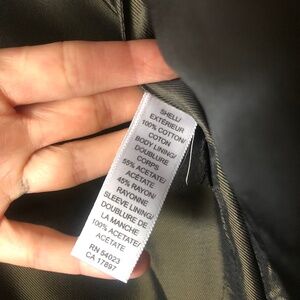 SHELL/
EXTÉRIEUR
100% COTTON/
COTON
BODY LINING/
DOUBLURE
CORPS
55% ACETATE/
ACÉTATE
45% RAYON/
RAYONNE
SLEEVE LINING/
DOUBLURE DE
LA MANCHE
100% ACETATE/
ACÉTATE
RN 54023
CA 17897